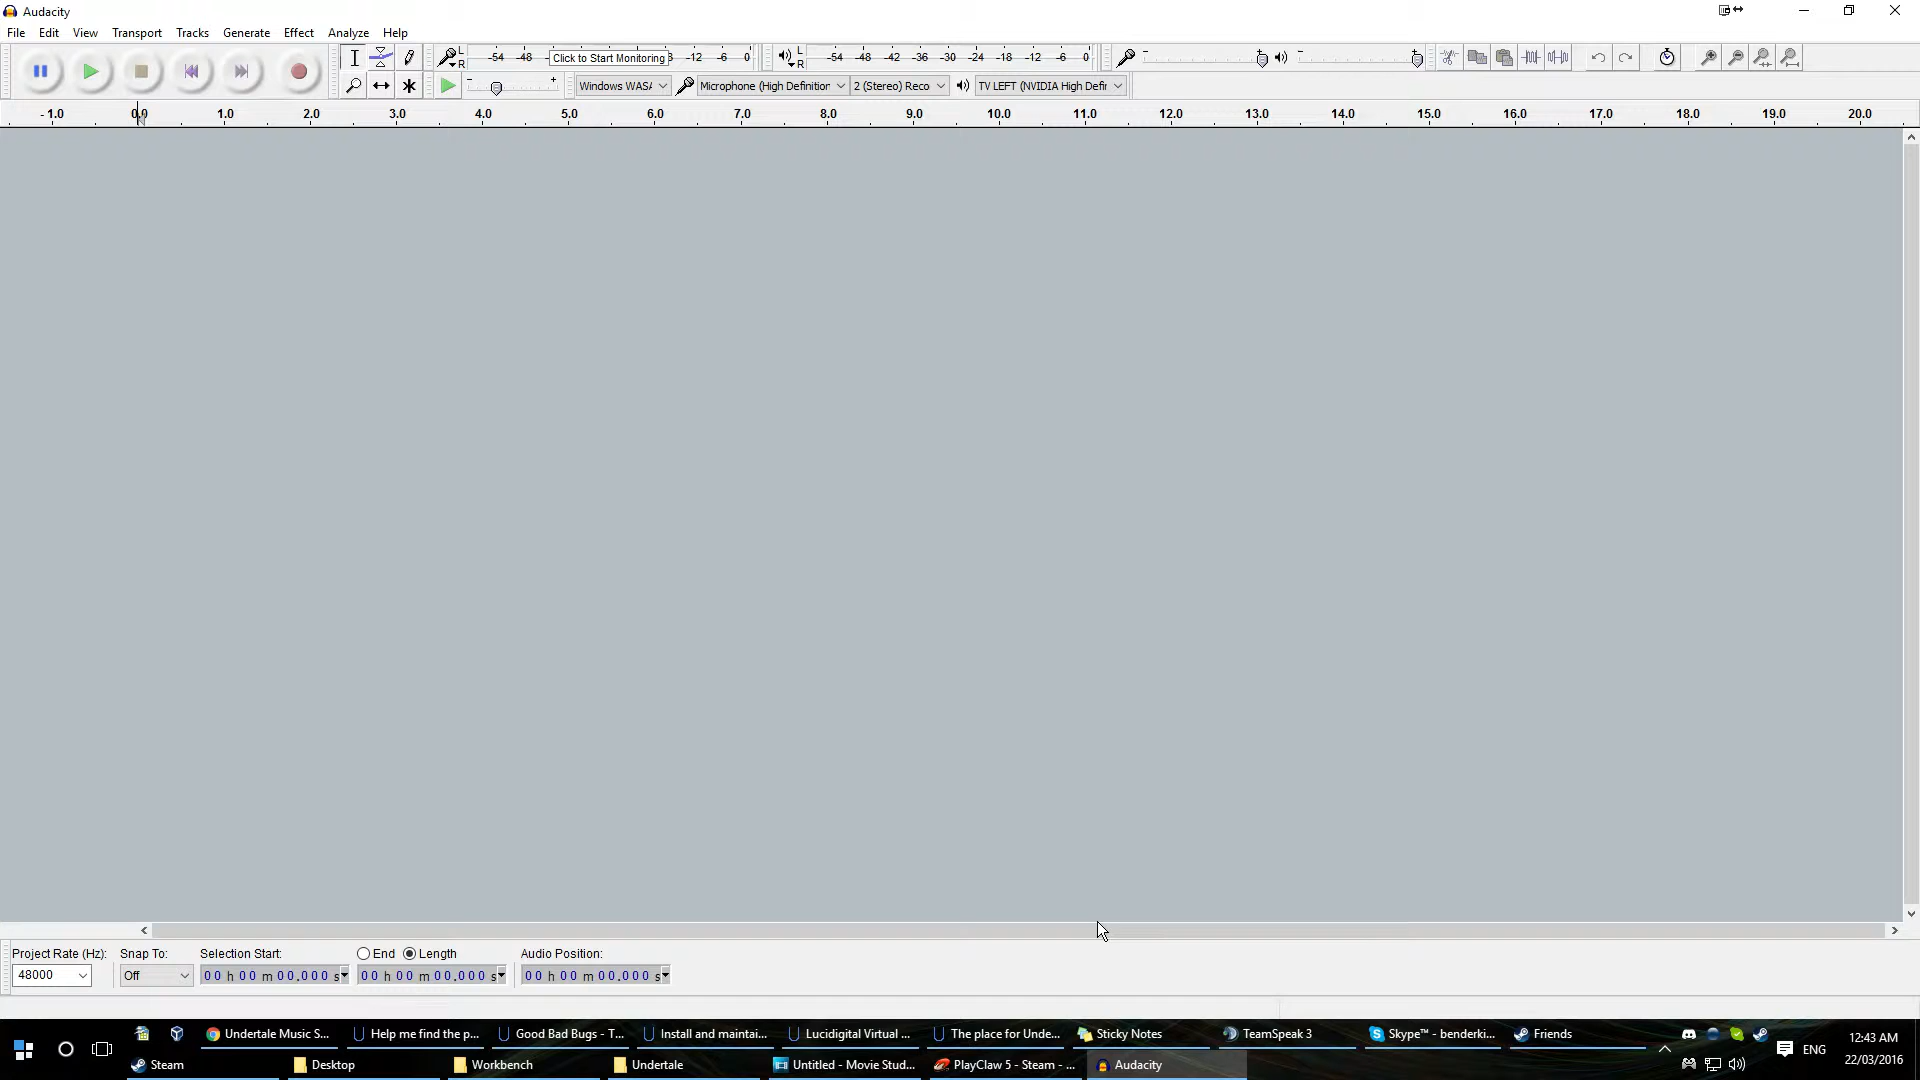 Audacity
File Edit View Transport Tracks Generate Effect Analyze Help
L R -54 -48 - Click to Start Monitoring 3 -12 -6 0 L R -54 -48 -42 -36 -30 -24 -18 -12 -6 0 - + - +
- + Windows WASA Microphone (High Definition 2 (Stereo) Reco TV LEFT (NVIDIA High Defir
- 1.0 0.0 1.0 2.0 3.0 4.0 5.0 6.0 7.0 8.0 9.0 10.0 11.0 12.0 13.0 14.0 15.0 16.0 17.0 18.0 19.0 20.0
Project Rate (Hz): Snap To: Selection Start: End Length Audio Position:
48000 Off 00 h 00 m 00.000 s 00 h 00 m 00.000 s 00 h 00 m 00.000 s
Undertale Music S... Help me find the p... Good Bad Bugs - T... Install and maintai... Lucidigital Virtual ... The place for Unde... Sticky Notes TeamSpeak 3 Skype™ - benderki... Friends
Steam Desktop Workbench Undertale Untitled - Movie Stud... PlayClaw 5 - Steam - ... Audacity
ENG
12:43 AM
22/03/2016